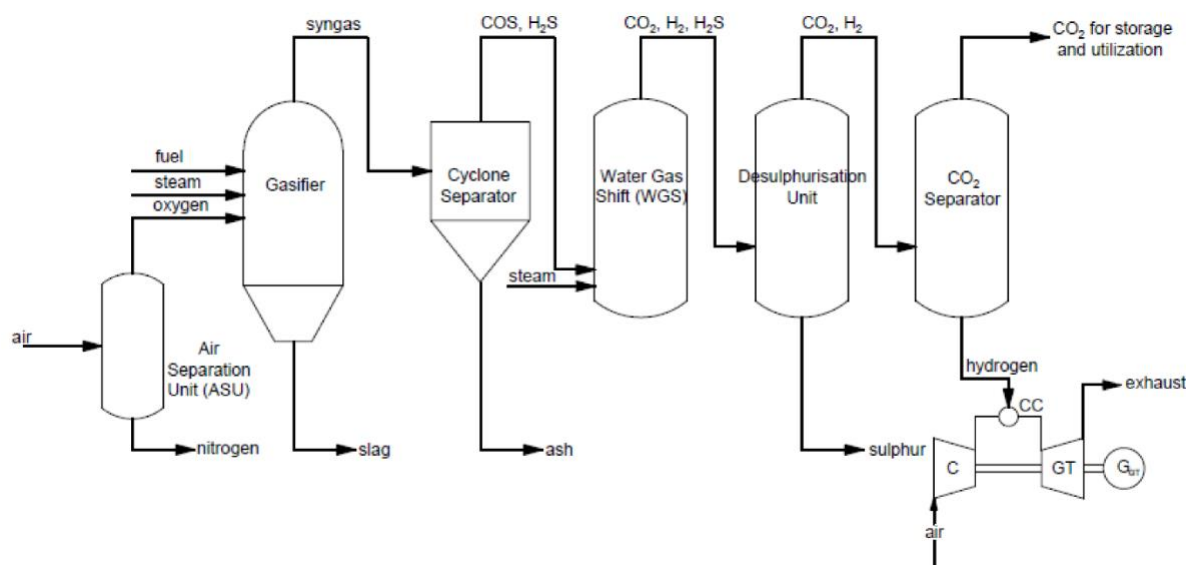 syngas
COS, H₂S
CO₂, H₂, H₂S
CO₂, H₂
CO₂ for storage
and utilization
fuel
steam
oxygen
Gasifier
Cyclone
Separator
steam
Water Gas
Shift (WGS)
Desulphurisation
Unit
CO₂
Separator
air
Air
Separation
Unit (ASU)
nitrogen
slag
ash
sulphur
hydrogen
CC
exhaust
C
GT
G
air